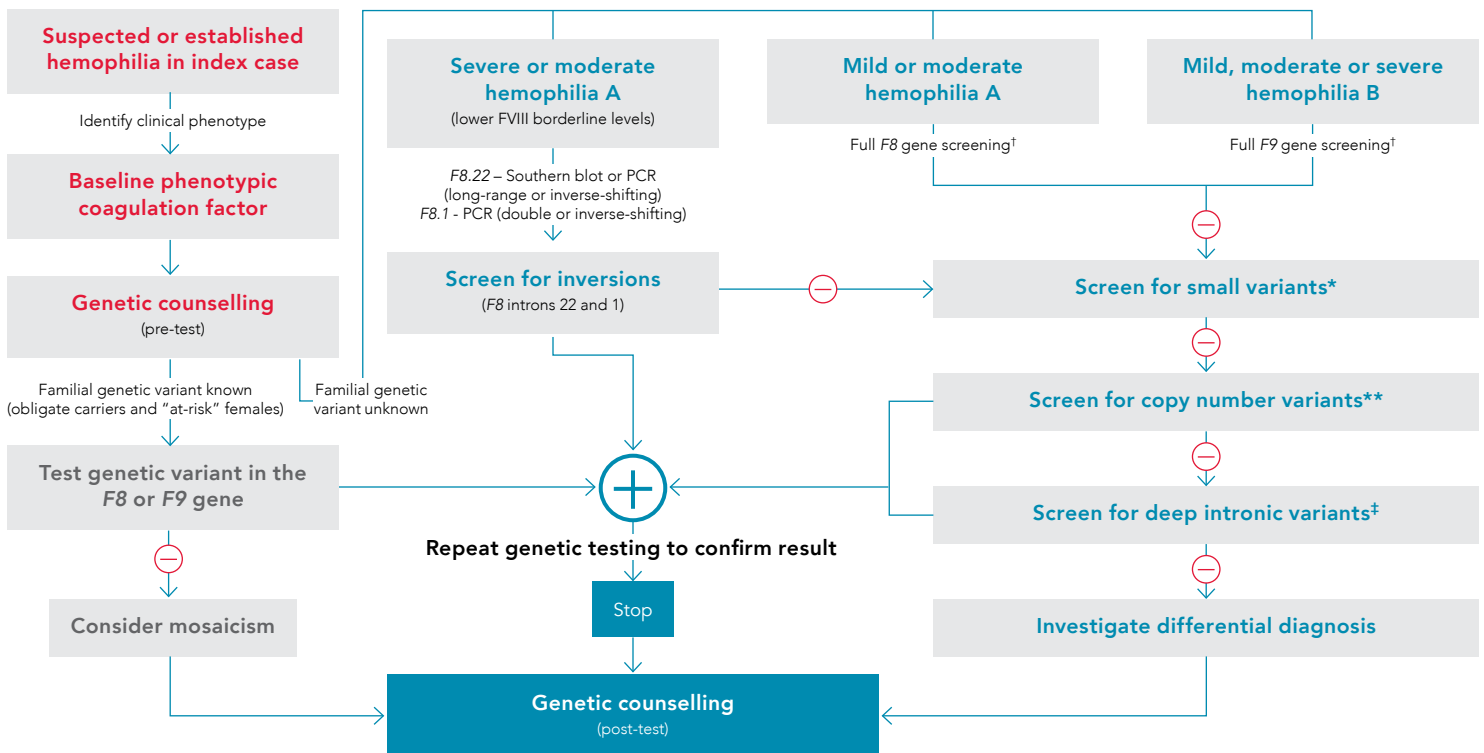 Suspected or established
hemophilia in index case
Identify clinical phenotype
Baseline phenotypic
coagulation factor
Genetic counselling
(pre-test)
Familial genetic variant known
(obligate carriers and “at-risk” females)
Familial genetic
variant unknown
Test genetic variant in the
F8 or F9 gene
Consider mosaicism
Severe or moderate
hemophilia A
(lower FVIII borderline levels)
F8.22 – Southern blot or PCR
(long-range or inverse-shifting)
F8.1 - PCR (double or inverse-shifting)
Screen for inversions
(F8 introns 22 and 1)
Mild or moderate
hemophilia A
Full F8 gene screening†
Mild, moderate or severe
hemophilia B
Full F9 gene screening†
Screen for small variants*
Screen for copy number variants**
Screen for deep intronic variants‡
Investigate differential diagnosis
Repeat genetic testing to confirm result
Stop
Genetic counselling
(post-test)